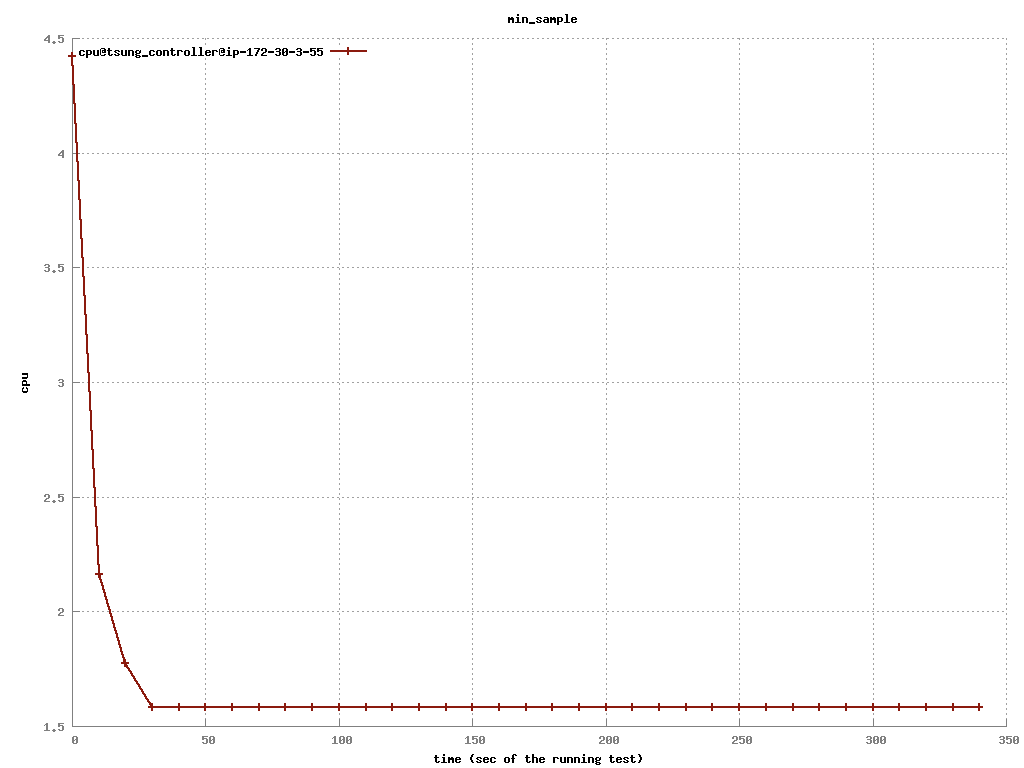 min_sample
cpu@tsung_controller@ip-172-30-3-55
4.5
4
3.5
3
2.5
2
1.5
cpu
0 50 100 150 200 250 300 350
time (sec of the running test)